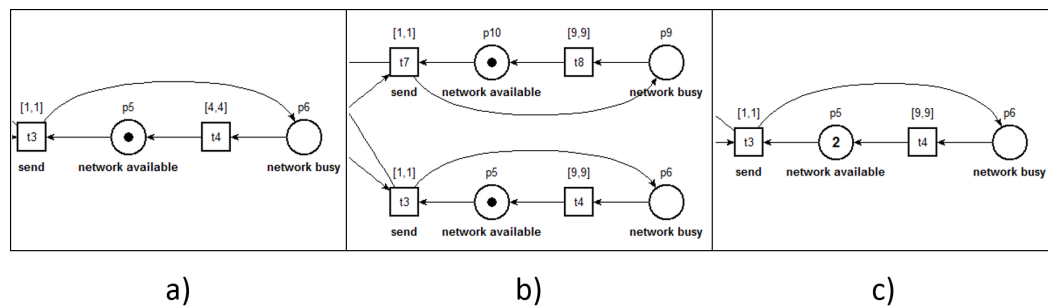 [1,1]
p5
[4,4]
p6
t3
t4
send
network available
network busy
[1,1]
p10
[9,9]
p9
t7
t8
send
network available
network busy
[1,1]
p5
[9,9]
p6
t3
t4
send
network available
network busy
[1,1]
p5
[9,9]
p6
t3
2
t4
send
network available
network busy
a)
b)
c)